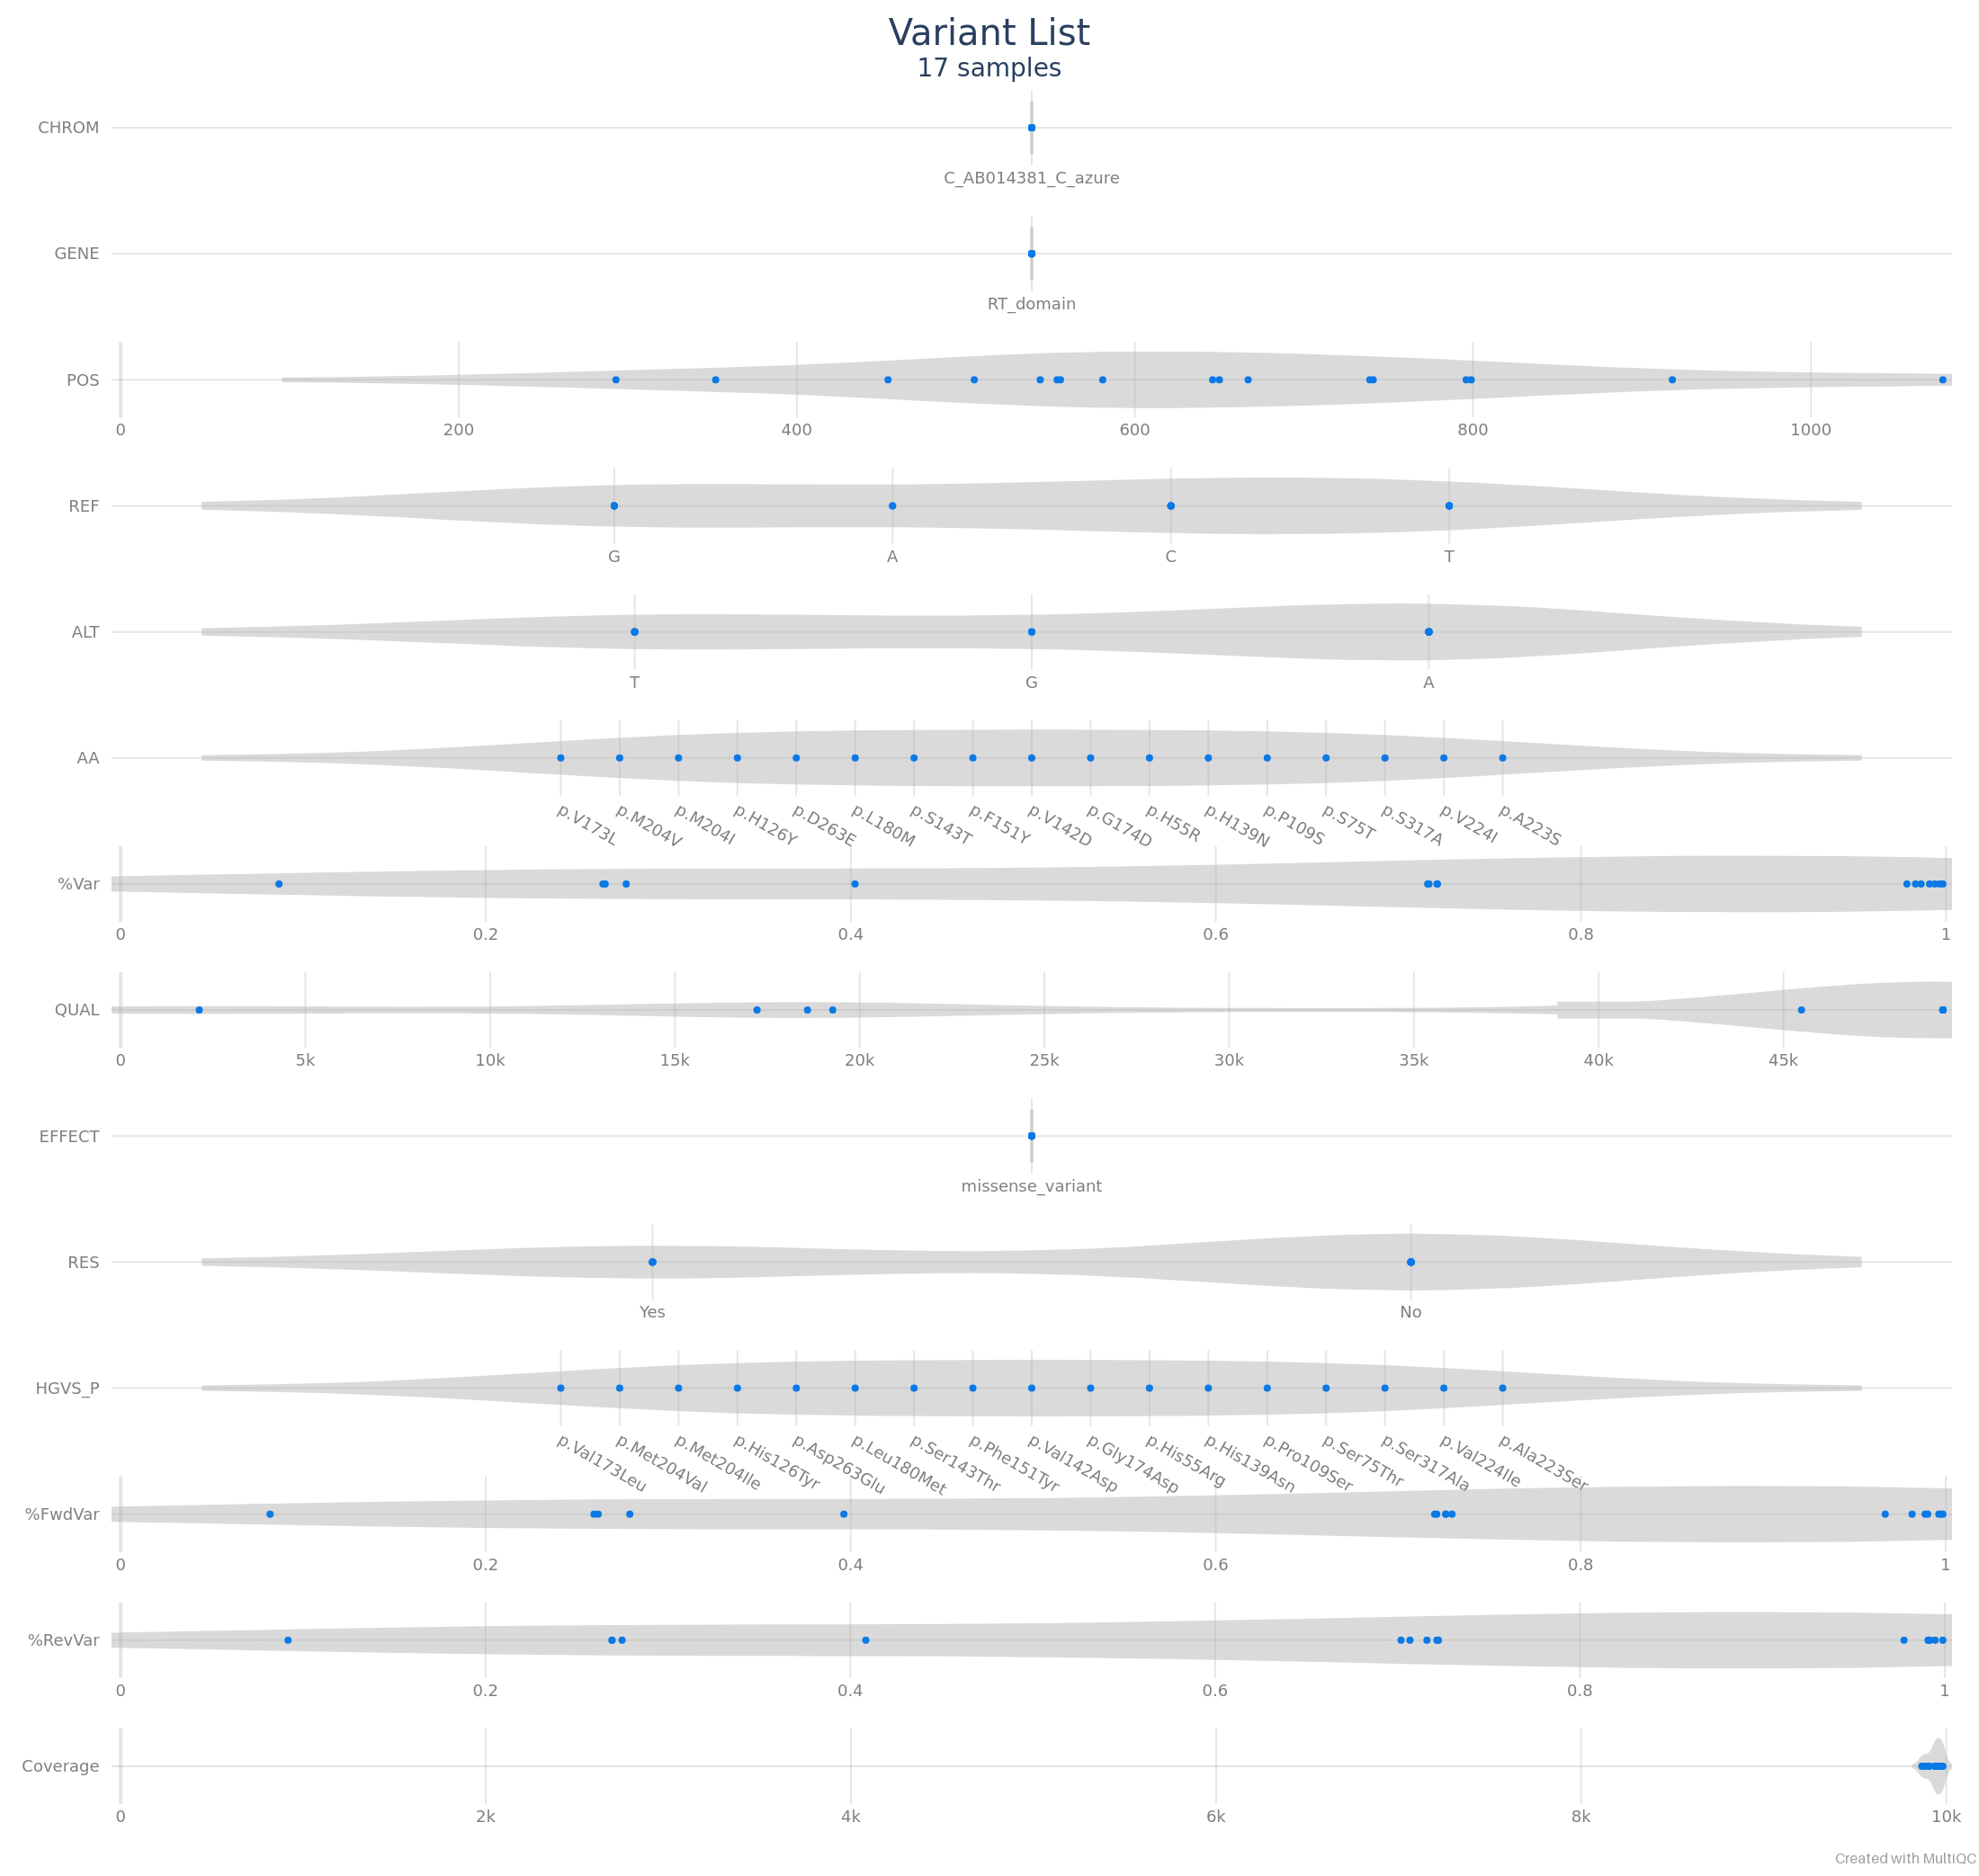 Variant List
17 samples
CHROM
C_AB014381_C_azure
GENE
RT_domain
POS
0 200 400 600 800 1000
REF
G A C T
ALT
T G A
AA
p.V173L p.M204V p.M204I p.H126Y p.D263E p.L180M p.S143T p.F151Y p.V142D p.G174D p.H55R p.H139N p.P109S p.S75T p.S317A p.V224I p.A223S
%Var
0 0.2 0.4 0.6 0.8 1
QUAL
0 5k 10k 15k 20k 25k 30k 35k 40k 45k
EFFECT
missense_variant
RES
Yes No
HGVS_P
p.Val173Leu p.Met204Val p.Met204Ile p.His126Tyr p.Asp263Glu p.Leu180Met p.Ser143Thr p.Phe151Tyr p.Val142Asp p.Gly174Asp p.His55Arg p.His139Asn p.Pro109Ser p.Ser75Thr p.Ser317Ala p.Val224Ile p.Ala223Ser
%FwdVar
0 0.2 0.4 0.6 0.8 1
%RevVar
0 0.2 0.4 0.6 0.8 1
Coverage
0 2k 4k 6k 8k 10k
Created with MultiQC